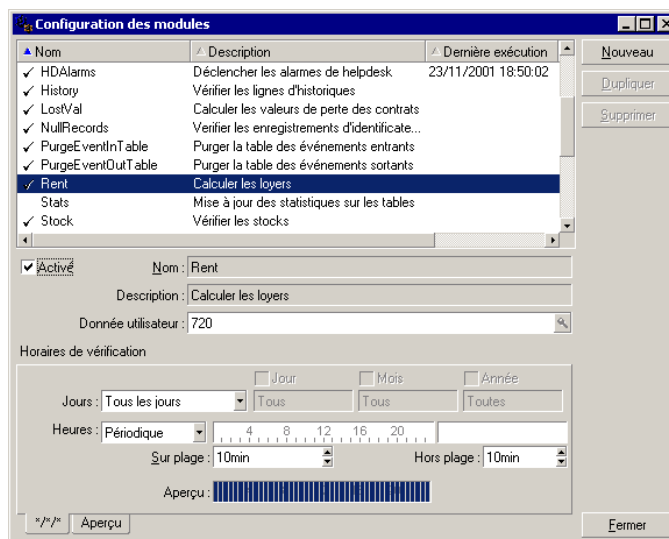 Configuration des modules
Nom Description Dernière exécution
Nouveau
HDAlarms Déclencher les alarmes de helpdesk 23/11/2001 18:50:02
History Vérifier les lignes d'historiques
Dupliquer
LostVal Calculer les valeurs de perte des contrats
Supprimer
NullRecords Verifier les enregistrements d'identificate...
PurgeEventInTable Purger la table des événements entrants
PurgeEventOutTable Purger la table des événements sortants
Rent Calculer les loyers
Stats Mise à jour des statistiques sur les tables
Stock Vérifier les stocks
Activé Nom : Rent
Description : Calculer les loyers
Donnée utilisateur : 720
Horaires de vérification
Jour Mois Année
Jours : Tous les jours Tous Tous Toutes
Heures : Périodique 4 8 12 16 20
Sur plage : 10min Hors plage : 10min
Aperçu :
*/*/* Aperçu
Fermer